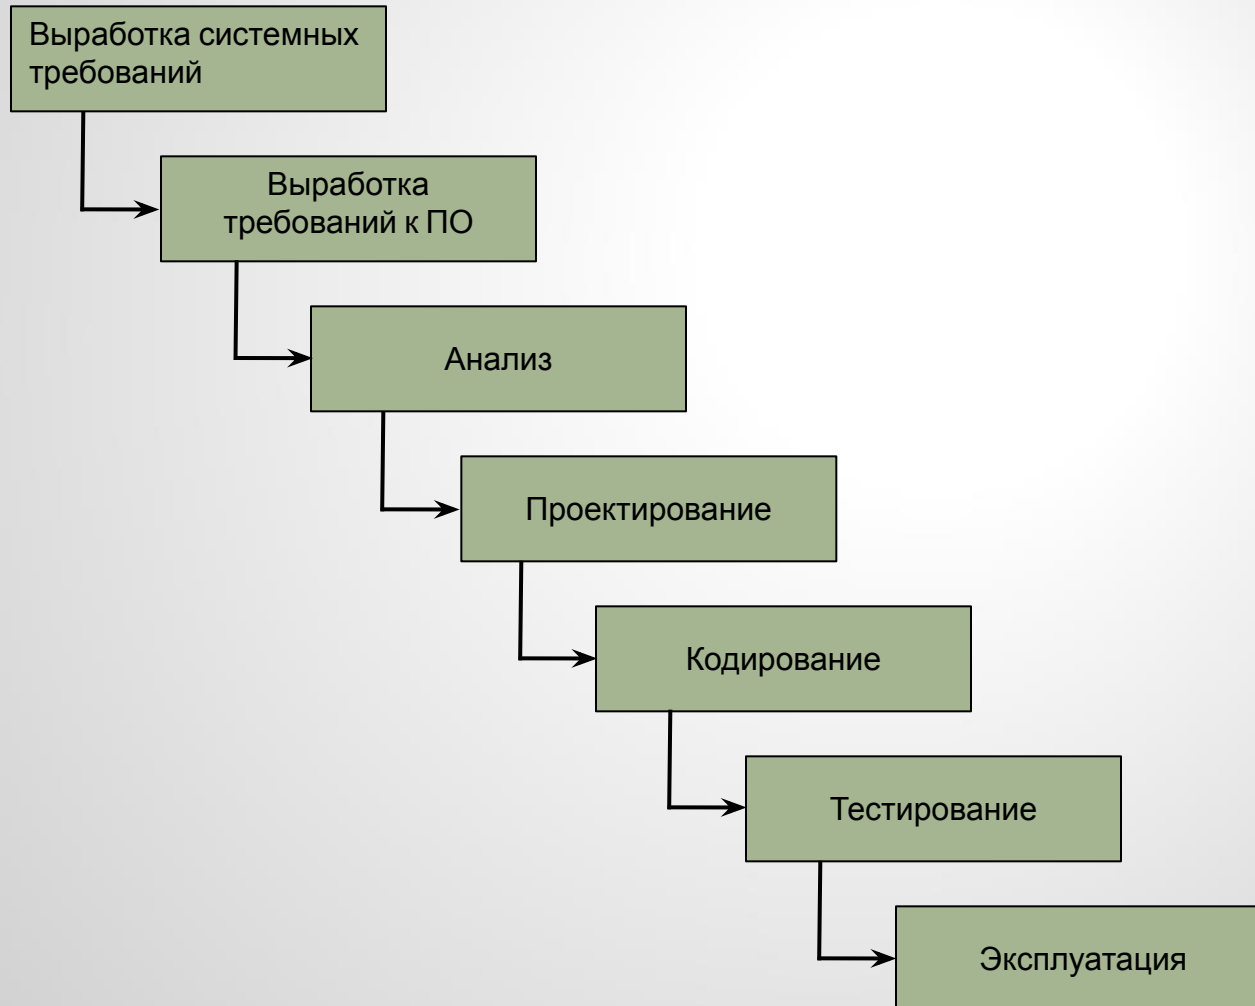 Выработка системных
требований
Выработка
требований к ПО
Анализ
Проектирование
Кодирование
Тестирование
Эксплуатация